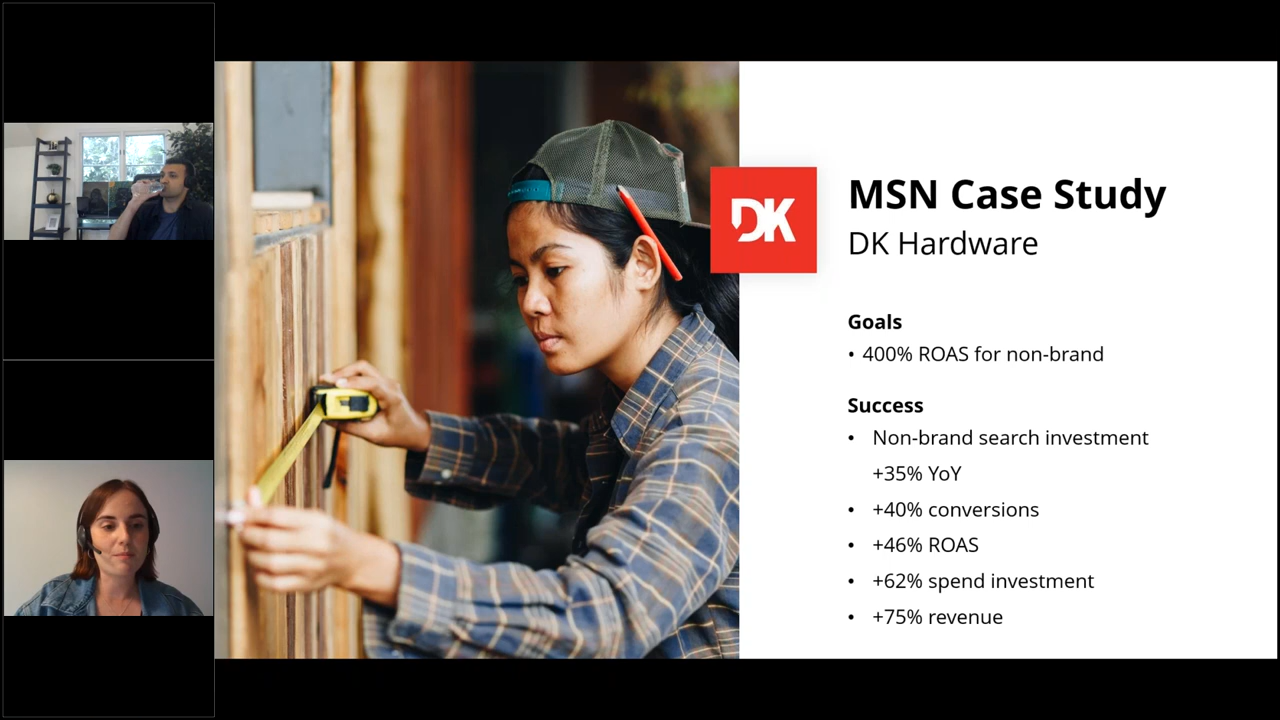 DK
MSN Case Study
DK Hardware
Goals
• 400% ROAS for non-brand
Success
• Non-brand search investment
+35% YoY
• +40% conversions
• +46% ROAS
• +62% spend investment
• +75% revenue